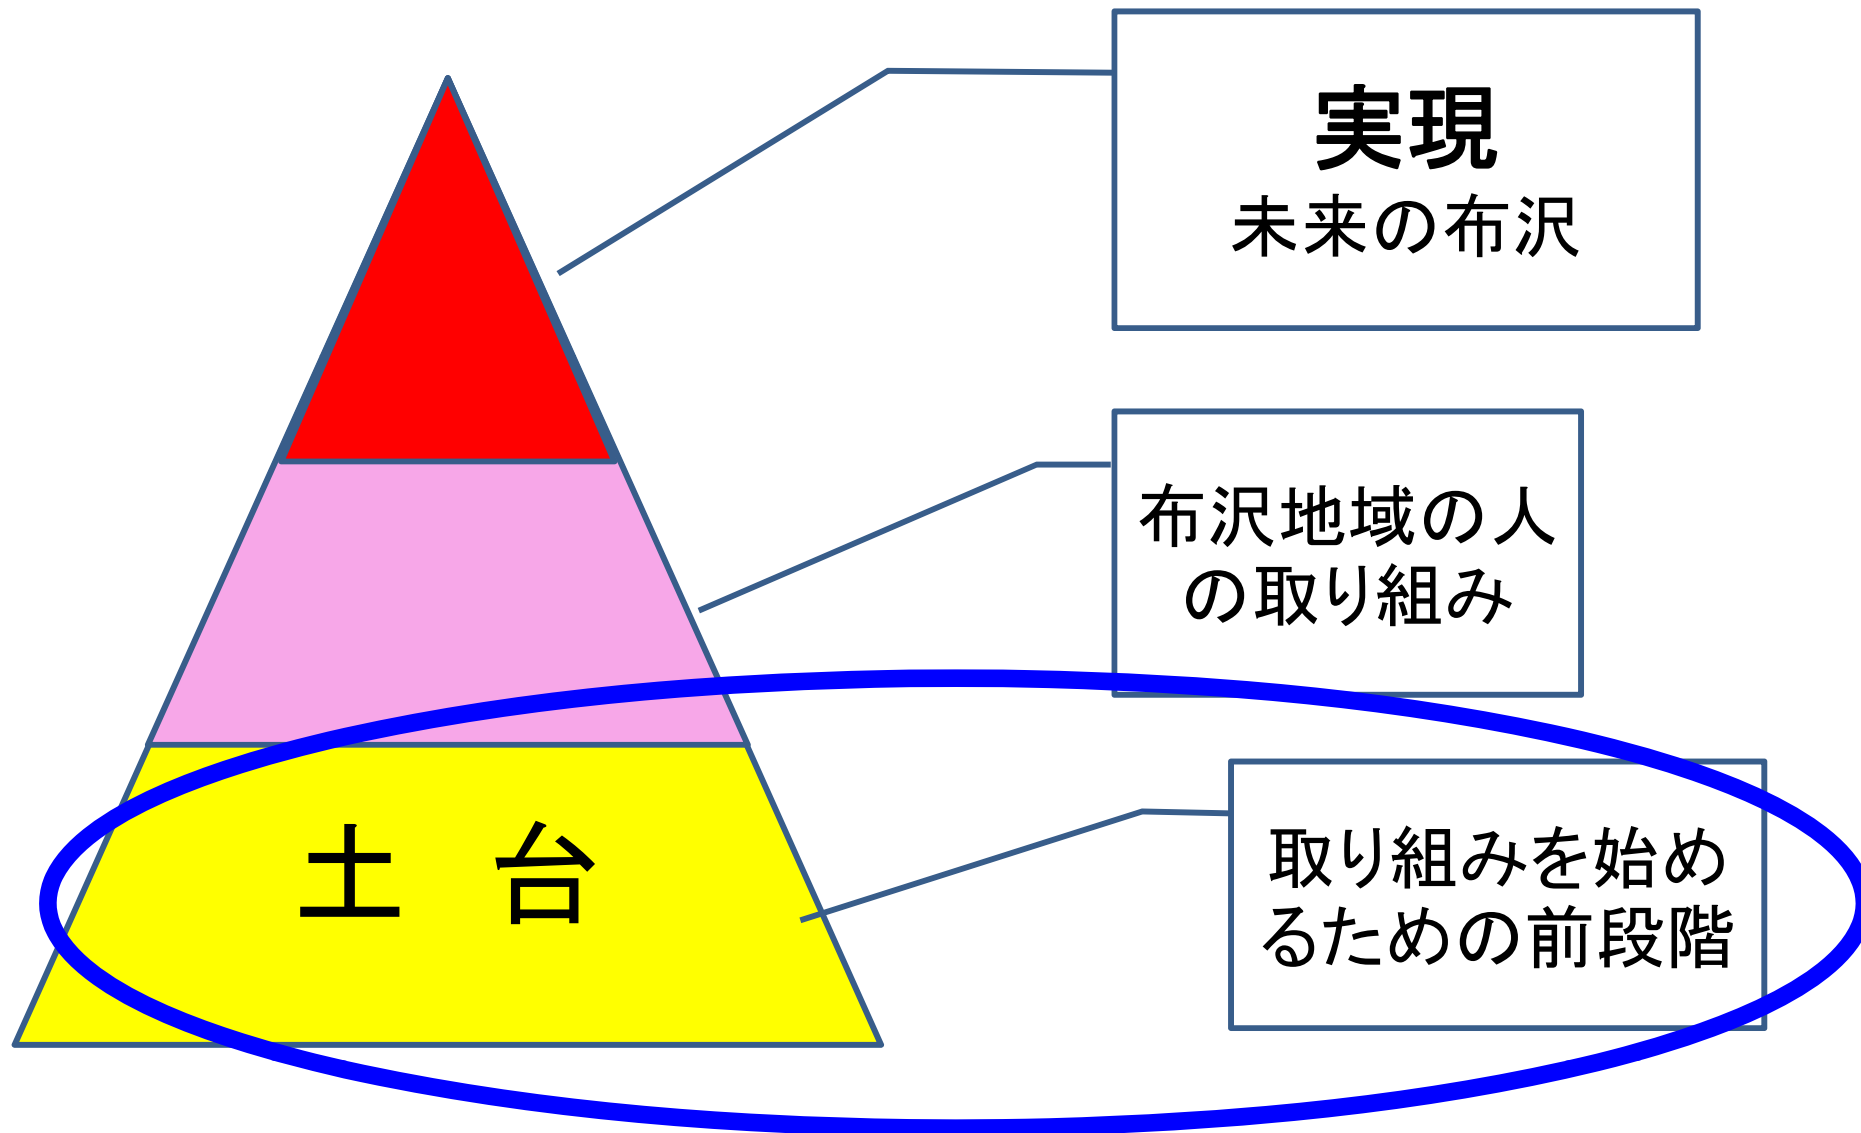 実現
未来の布沢
布沢地域の人
の取り組み
土　台
取り組みを始め
るための前段階